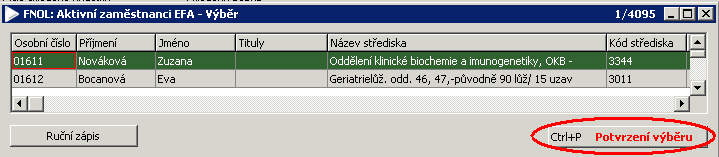 FNOL: Aktivní zaměstnanci EFA - Výběr 1/4095
Osobní číslo Příjmení Jméno Tituly Název střediska Kód střediska
01611 Nováková Zuzana Oddělení klinické biochemie a imunogenetiky, OKB - 3344
01612 Bocanová Eva Geriatrielůž. odd. 46, 47,-původně 90 lůž/ 15 uzav 3011
Ruční zápis Ctrl+P Potvrzení výběru